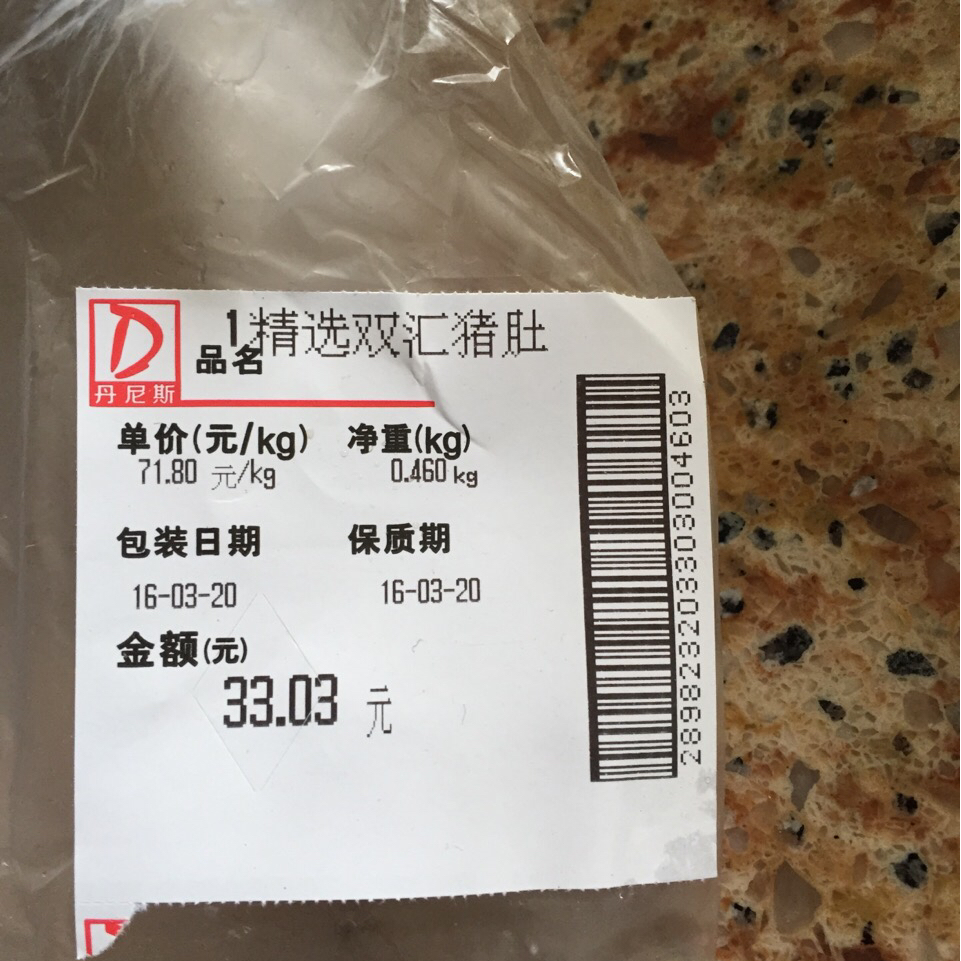 丹尼斯
品名 1精选双汇猪肚
单价(元/kg) 净重(kg)
71.80 元/kg 0.460 kg
包装日期 保质期
16-03-20 16-03-20
金额(元)
33.03 元
289823203303004603